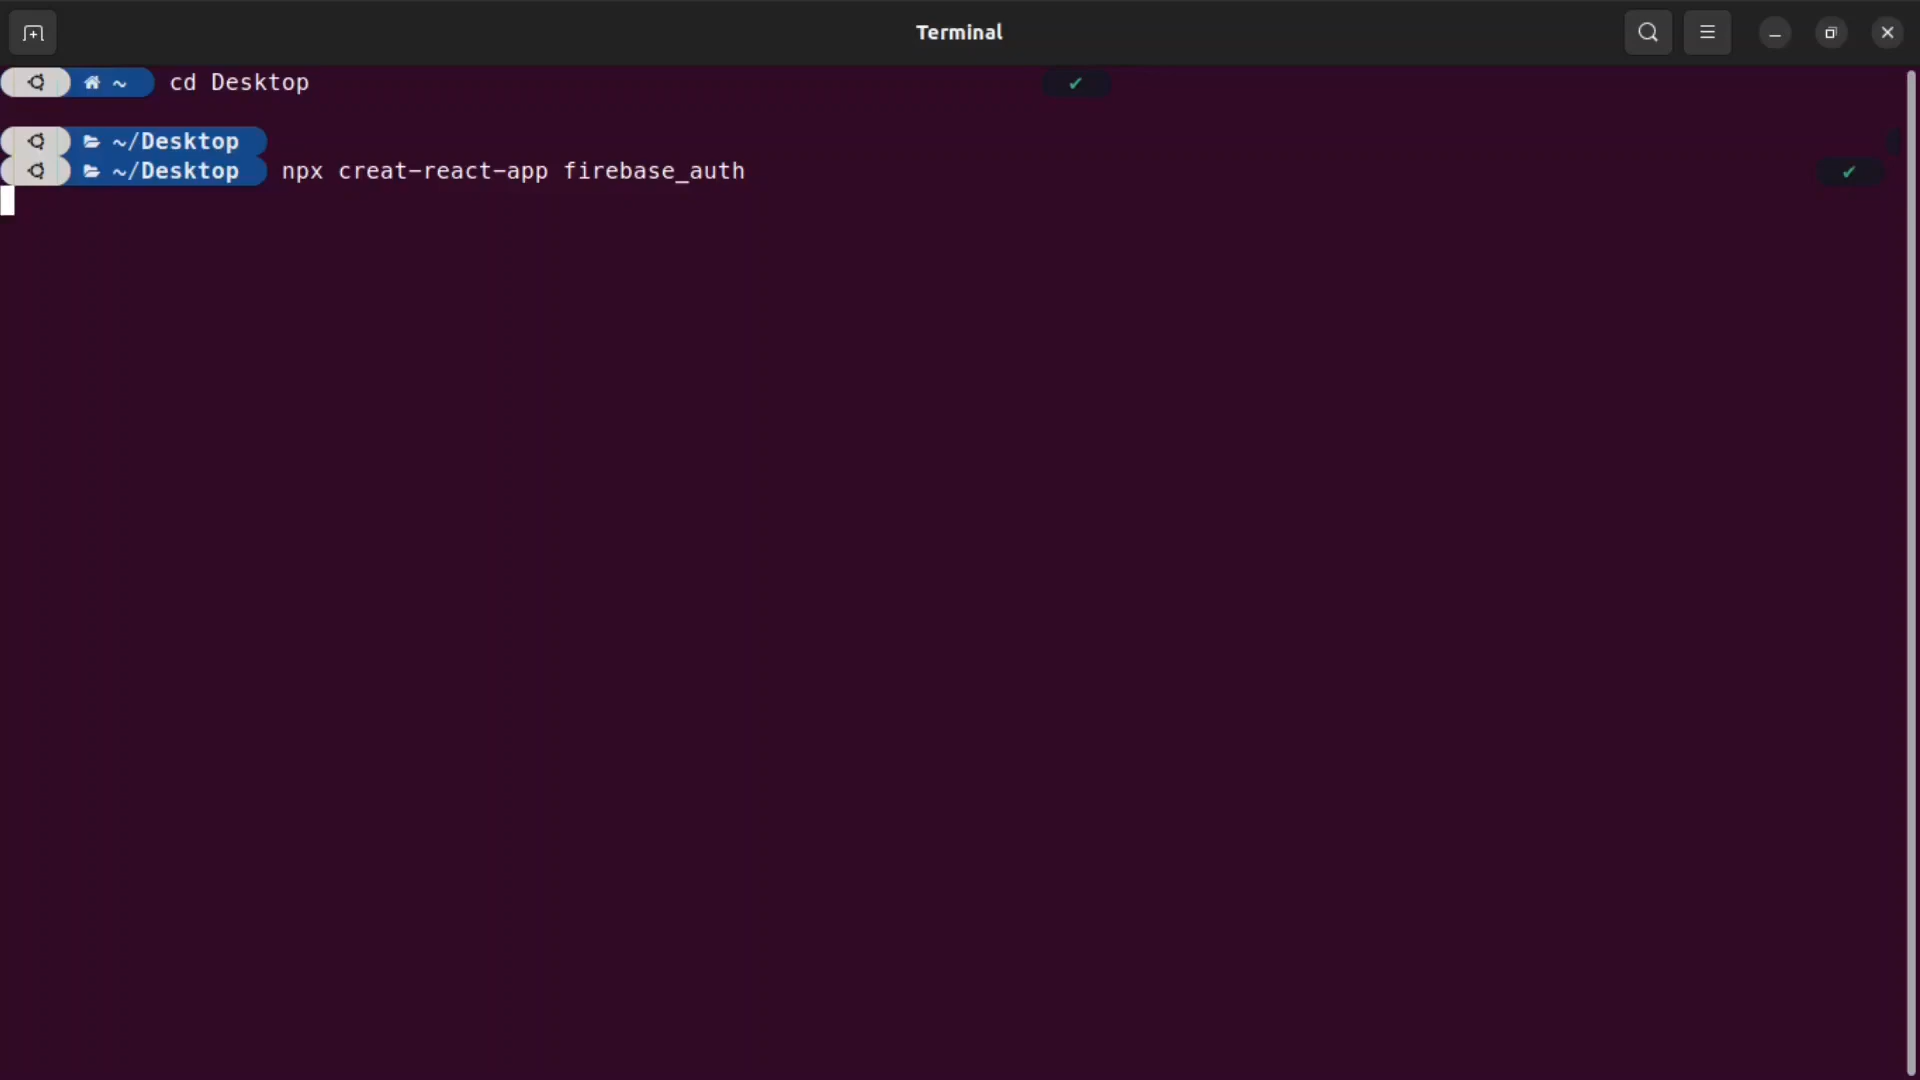 Terminal
~ cd Desktop
~/Desktop
~/Desktop npx creat-react-app firebase_auth